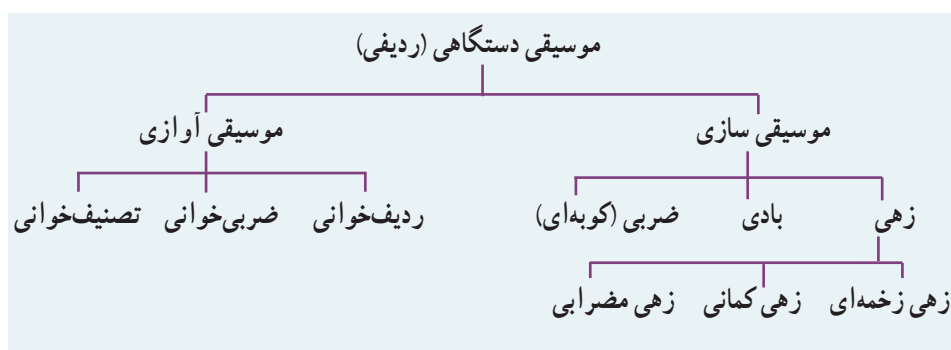 موسیقی دستگاهی (ردیفی)
موسیقی سازی موسیقی آوازی
زهی بادی ضربی (کوبه‌ای) ردیف‌خوانی ضربی‌خوانی تصنیف‌خوانی
زهی زخمه‌ای زهی کمانی زهی مضرابی